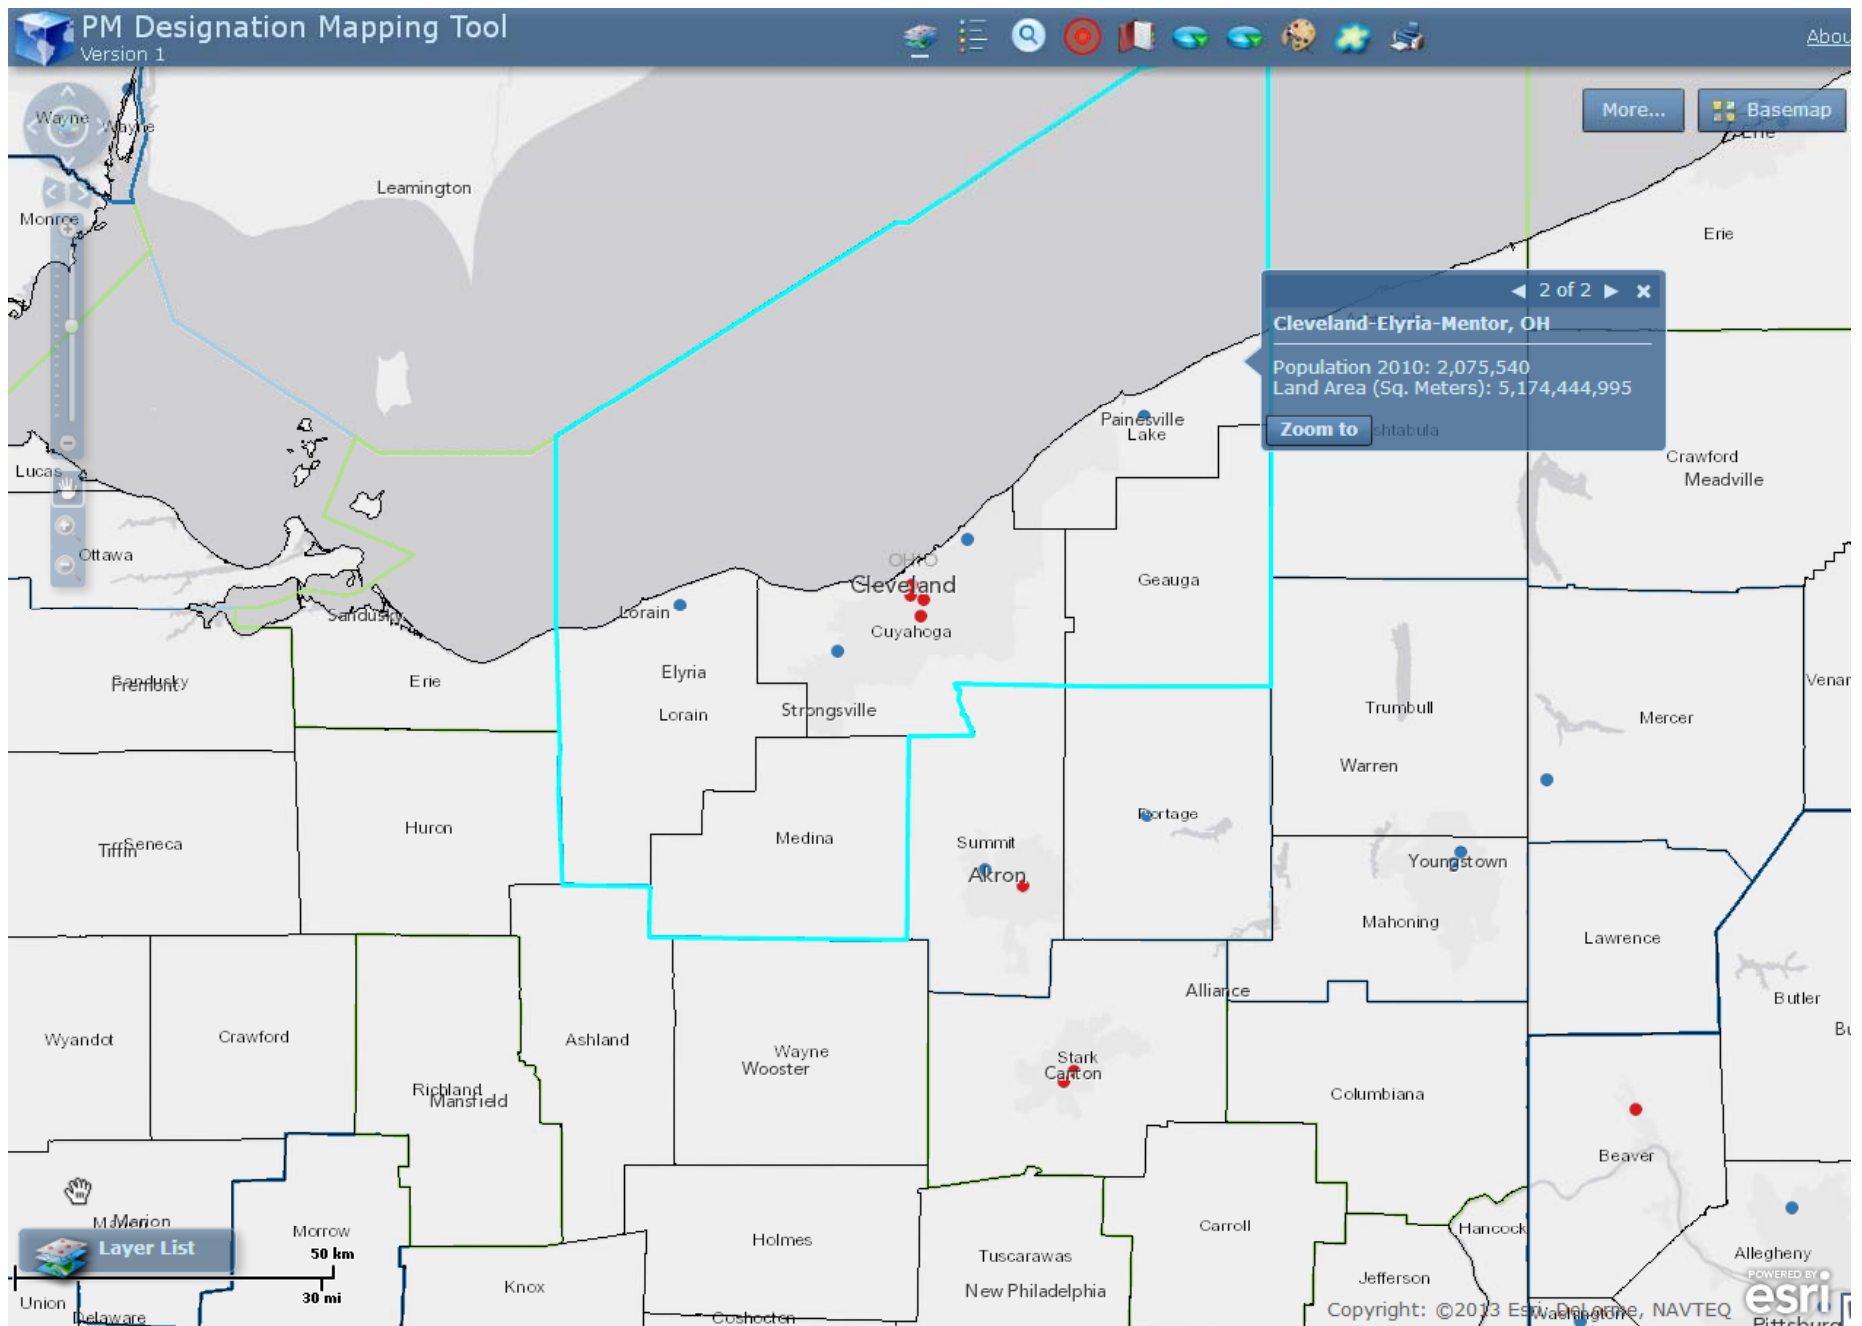 PM Designation Mapping Tool
Version 1
More...
Basemap
Wayne
Wayne
Leamington
Monroe
Erie
Erie
2 of 2
Cleveland-Elyria-Mentor, OH
Population 2010: 2,075,540
Land Area (Sq. Meters): 5,174,444,995
Zoom to
Painesville
Lake
Crawford
Meadville
Lucas
Ottawa
OHIO
Cleveland
Geauga
Lorain
Sandusky
Cuyahoga
Elyria
Sandusky
Fremont
Erie
Lorain
Strongsville
Trumbull
Mercer
Warren
Portage
Huron
Medina
Summit
Akron
Youngstown
Seneca
Tiffin
Mahoning
Lawrence
Alliance
Butler
Wyandot
Crawford
Ashland
Wayne
Wooster
Stark
Canton
Richland
Mansfield
Columbiana
Beaver
Marion
Layer List
Morrow
50 km
30 mi
Carroll
Hancock
Holmes
Tuscarawas
New Philadelphia
Allegheny
Jefferson
Knox
Union
Delaware
Coshocton
POWERED BY
esri
Copyright: ©2013 Esri, DeLorme, NAVTEQ
Washington